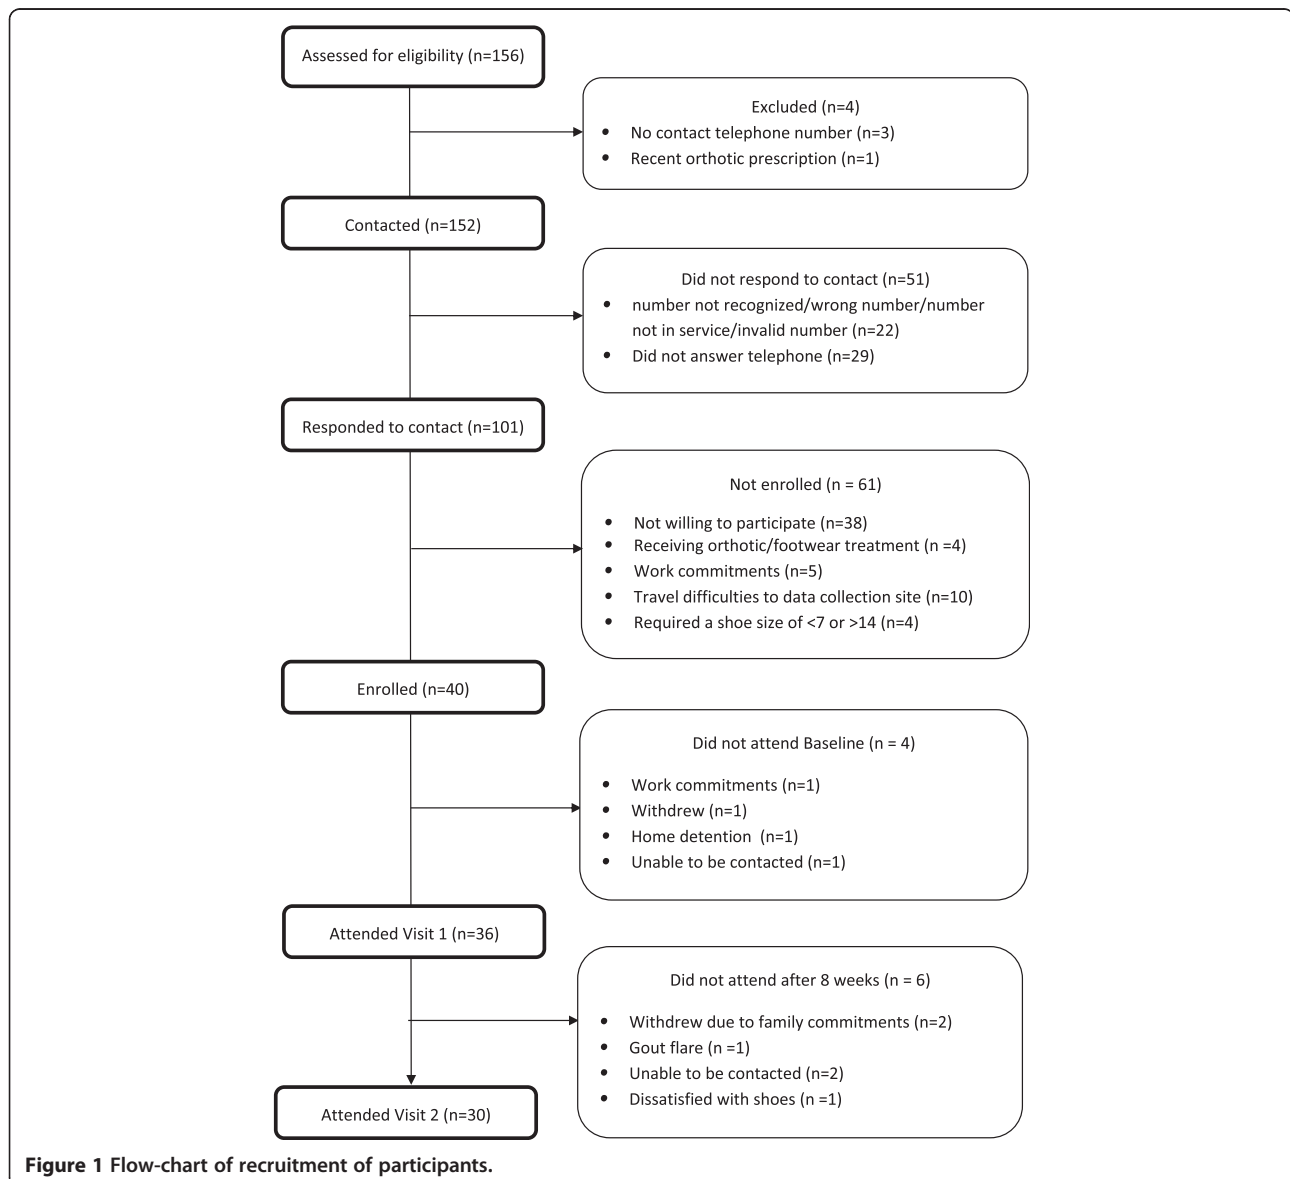 Assessed for eligibility (n=156)
Excluded (n=4)
• No contact telephone number (n=3)
• Recent orthotic prescription (n=1)
Contacted (n=152)
Did not respond to contact (n=51)
• number not recognized/wrong number/number
not in service/invalid number (n=22)
• Did not answer telephone (n=29)
Responded to contact (n=101)
Not enrolled (n = 61)
• Not willing to participate (n=38)
• Receiving orthotic/footwear treatment (n =4)
• Work commitments (n=5)
• Travel difficulties to data collection site (n=10)
• Required a shoe size of <7 or >14 (n=4)
Enrolled (n=40)
Did not attend Baseline (n = 4)
• Work commitments (n=1)
• Withdrew (n=1)
• Home detention (n=1)
• Unable to be contacted (n=1)
Attended Visit 1 (n=36)
Did not attend after 8 weeks (n = 6)
• Withdrew due to family commitments (n=2)
• Gout flare (n =1)
• Unable to be contacted (n=2)
• Dissatisfied with shoes (n =1)
Attended Visit 2 (n=30)
Figure 1 Flow-chart of recruitment of participants.